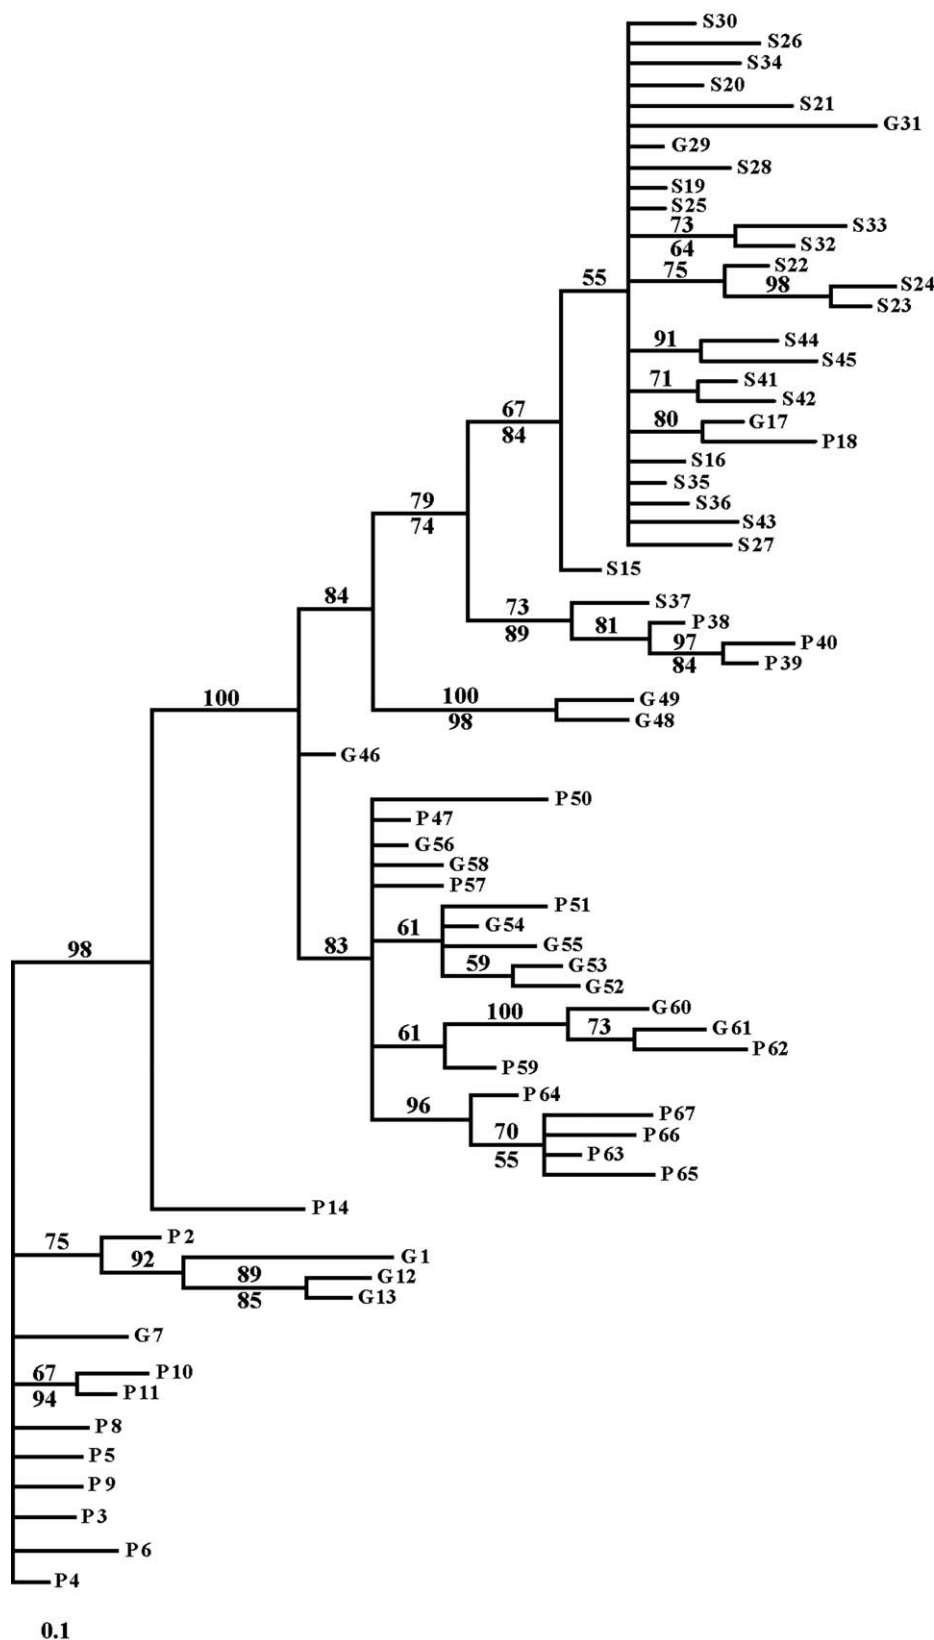 S30
S26
S34
S20
S21
G31
G29
S28
S19
S25
73
S33
64
S32
75
S22
98
S24
S23
55
91
S44
S45
71
S41
S42
80
G17
P18
S16
S35
S36
S43
S27
67
84
S15
79
74
73
S37
89
81
P38
97
P40
84
P39
84
100
G49
98
G48
100
G46
P50
P47
G56
G58
P57
61
P51
G54
G55
59
G53
G52
83
98
100
G60
73
G61
P62
61
P59
96
P64
70
P67
P66
55
P63
P65
P14
75
P2
92
G1
89
G12
85
G13
G7
67
P10
94
P11
P8
P5
P9
P3
P6
P4
0.1